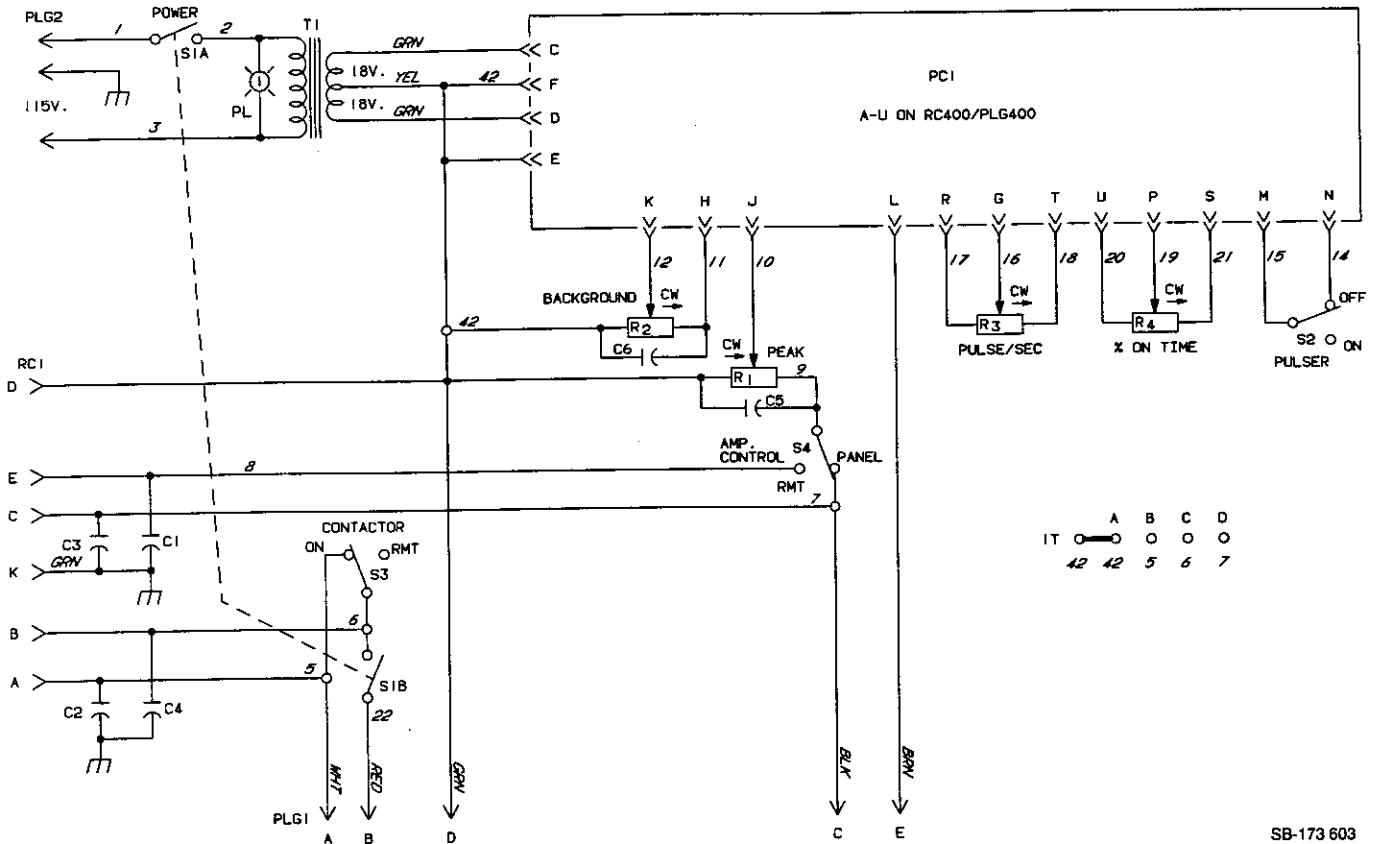 PLG2
POWER
1
2
S1A
T1
GRN
C
18V.
YEL
42
F
PC1
115V.
PL
18V.
GRN
D
A-U ON RC400/PLG400
3
E
K H J L R G T U P S M N
12 11 10 17 16 18 20 19 21 15 14
BACKGROUND
CW
CW
CW
OFF
42
R2
R3
R4
S2
ON
C6
CW
PEAK
PULSE/SEC
% ON TIME
PULSER
RC1
D
R1
9
C5
AMP.
CONTROL
S4
PANEL
E
8
RMT
C
7
CONTACTOR
C3
C1
ON
RMT
K
GRN
S3
A B C D
1T
42 42 5 6 7
B
6
A
5
S1B
C2
C4
22
WHT
RED
GRN
BLK
BRN
PLG1
A B D C E
SB-173 603